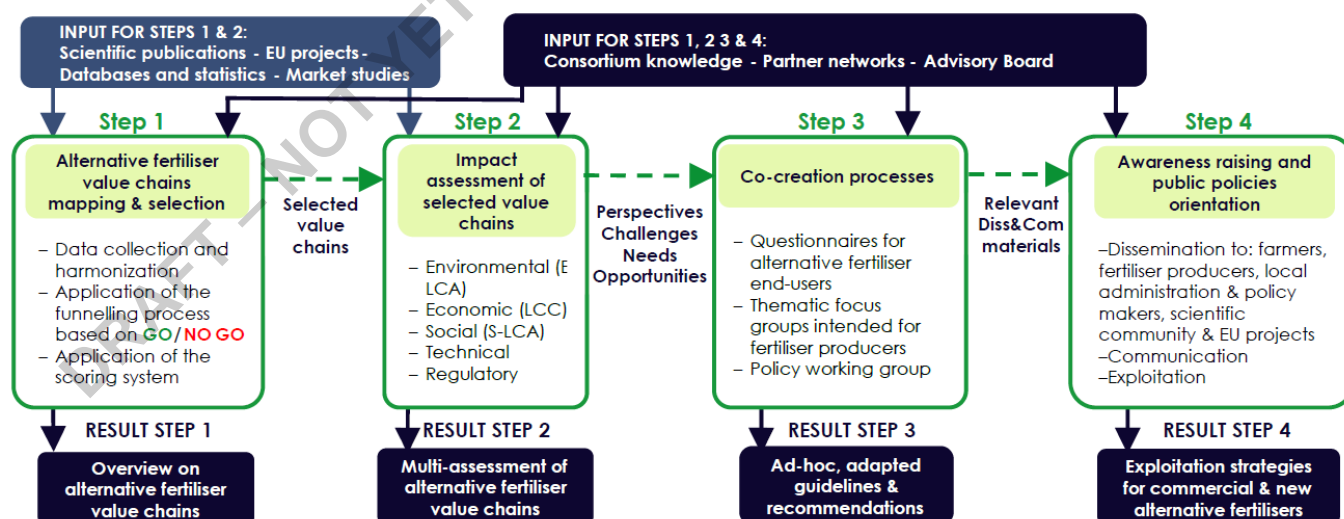 INPUT FOR STEPS 1 & 2:
Scientific publications - EU projects -
Databases and statistics - Market studies
INPUT FOR STEPS 1, 2 3 & 4:
Consortium knowledge - Partner networks - Advisory Board
Step 1
Alternative fertiliser
value chains
mapping & selection
– Data collection and
harmonization
– Application of the
funnelling process
based on GO/NO GO
– Application of the
scoring system
Selected
value
chains
Step 2
Impact
assessment of
selected value
chains
– Environmental (E
LCA)
– Economic (LCC)
– Social (S-LCA)
– Technical
– Regulatory
Perspectives
Challenges
Needs
Opportunities
Step 3
Co-creation processes
– Questionnaires for
alternative fertiliser
end-users
– Thematic focus
groups intended for
fertiliser producers
– Policy working group
Relevant
Diss&Com
materials
Step 4
Awareness raising and
public policies
orientation
–Dissemination to: farmers,
fertiliser producers, local
administration & policy
makers, scientific
community & EU projects
–Communication
–Exploitation
RESULT STEP 1
Overview on
alternative fertiliser
value chains
RESULT STEP 2
Multi-assessment of
alternative fertiliser
value chains
RESULT STEP 3
Ad-hoc, adapted
guidelines &
recommendations
RESULT STEP 4
Exploitation strategies
for commercial & new
alternative fertilisers
DRAFT – NOT YET